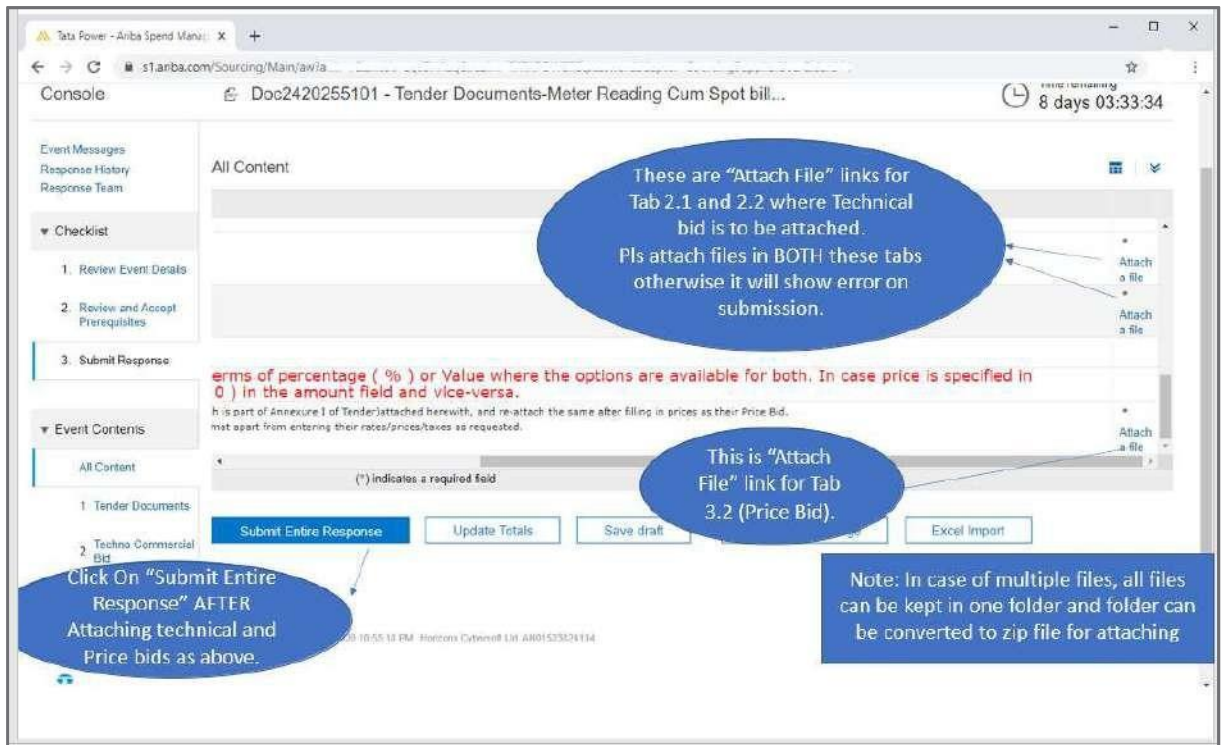 Tata Power - Ariba Spend Mana
s1.ariba.com/Sourcing/Main/aw/a
Console
Doc2420255101 - Tender Documents-Meter Reading Cum Spot bill...
Time remaining
8 days 03:33:34
Event Messages
Response History
Response Team
All Content
These are "Attach File" links for
Tab 2.1 and 2.2 where Technical
bid is to be attached.
Pls attach files in BOTH these tabs
otherwise it will show error on
submission.
▼ Checklist
1. Review Event Details
2. Review and Accept
Prerequisites
3. Submit Response
*
Attach
a file
*
Attach
a file
erms of percentage ( % ) or Value where the options are available for both. In case price is specified in
0 ) in the amount field and vice-versa.
h is part of Annexure I of Tender)attached herewith, and re-attach the same after filling in prices as their Price Bid.
mat apart from entering their rates/prices/taxes as requested.
*
Attach
a file
▼ Event Contents
All Content
1 Tender Documents
2 Techno Commercial
Bid
(*) indicates a required field
This is "Attach
File" link for Tab
3.2 (Price Bid).
Submit Entire Response
Update Totals
Save draft
Excel Import
Click On "Submit Entire
Response" AFTER
Attaching technical and
Price bids as above.
Note: In case of multiple files, all files
can be kept in one folder and folder can
be converted to zip file for attaching